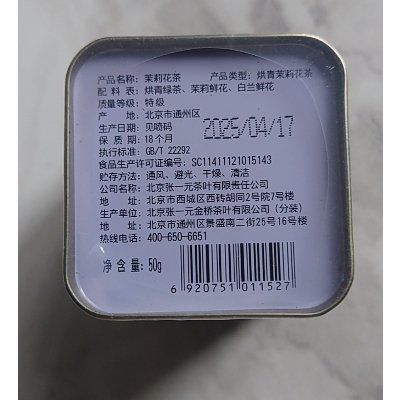 产品名称：茉莉花茶 产品类型：烘青茉莉花茶
配 料 表：烘青绿茶、茉莉鲜花、白兰鲜花
质量等级：特级
产 地：北京市通州区
生产日期：见喷码 2025/04/17
保 质 期：18个月
执行标准：GB/T 22292
食品生产许可证编号：SC11411121015143
贮存方法：通风、避光、干燥、清洁
公司名称：北京张一元茶叶有限责任公司
地 址：北京市西城区西砖胡同2号院7号楼
生产单位：北京张一元金桥茶叶有限公司（分装）
地 址：北京市通州区景盛南二街25号16号楼
热线电话：400-650-6651
净 含 量：50g
6 920751 011527